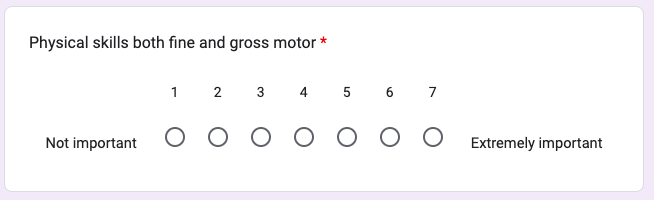 Physical skills both fine and gross motor *
1 2 3 4 5 6 7
Not important Extremely important